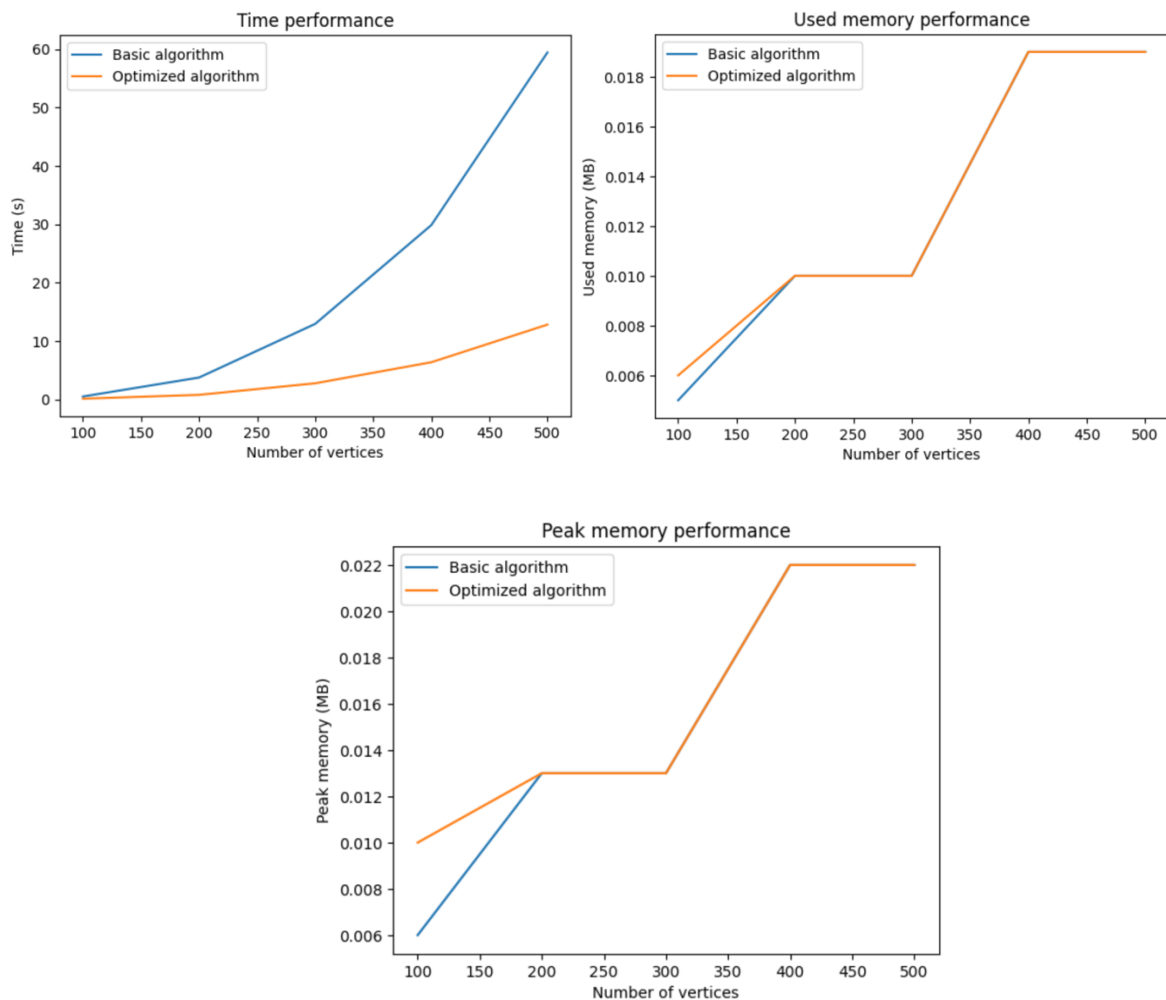 Time performance
Basic algorithm
Optimized algorithm
60
50
40
30
20
10
0
Time (s)
100 150 200 250 300 350 400 450 500
Number of vertices
Used memory performance
Basic algorithm
Optimized algorithm
0.018
0.016
0.014
0.012
0.010
0.008
0.006
Used memory (MB)
100 150 200 250 300 350 400 450 500
Number of vertices
Peak memory performance
Basic algorithm
Optimized algorithm
0.022
0.020
0.018
0.016
0.014
0.012
0.010
0.008
0.006
Peak memory (MB)
100 150 200 250 300 350 400 450 500
Number of vertices